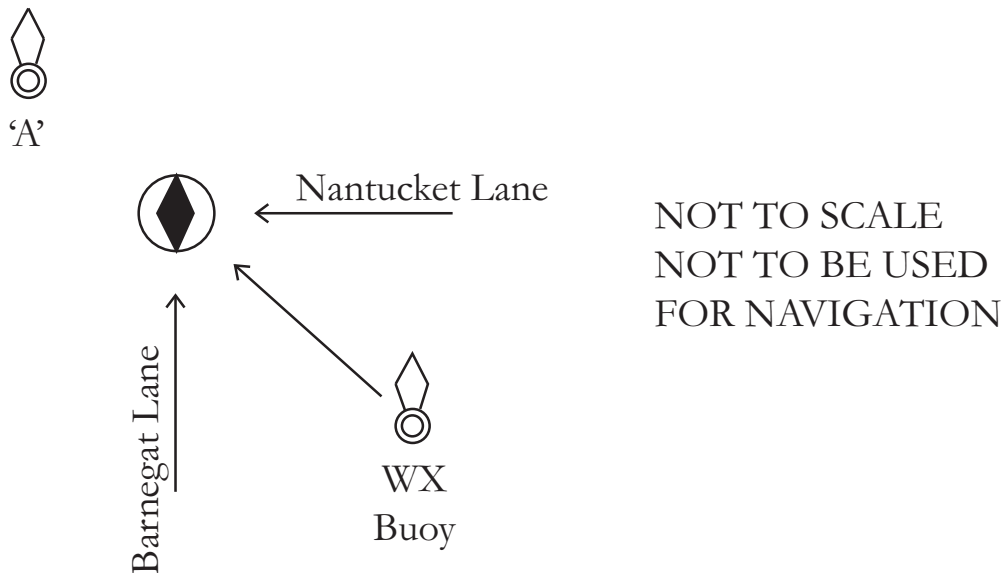 ‘A’
Nantucket Lane
NOT TO SCALE
NOT TO BE USED
FOR NAVIGATION
Barnegat Lane
WX
Buoy